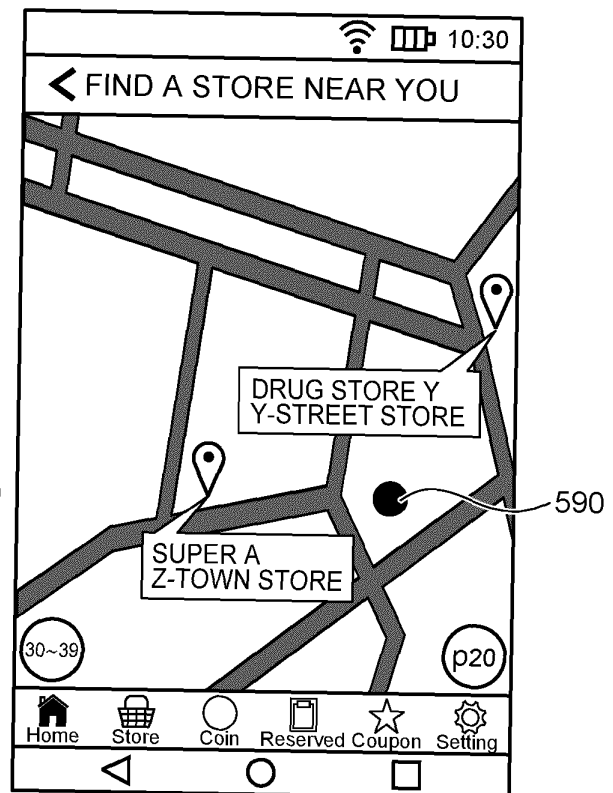 10:30
FIND A STORE NEAR YOU
DRUG STORE Y
Y-STREET STORE
590
SUPER A
Z-TOWN STORE
30~39
p20
Home Store Coin Reserved Coupon Setting